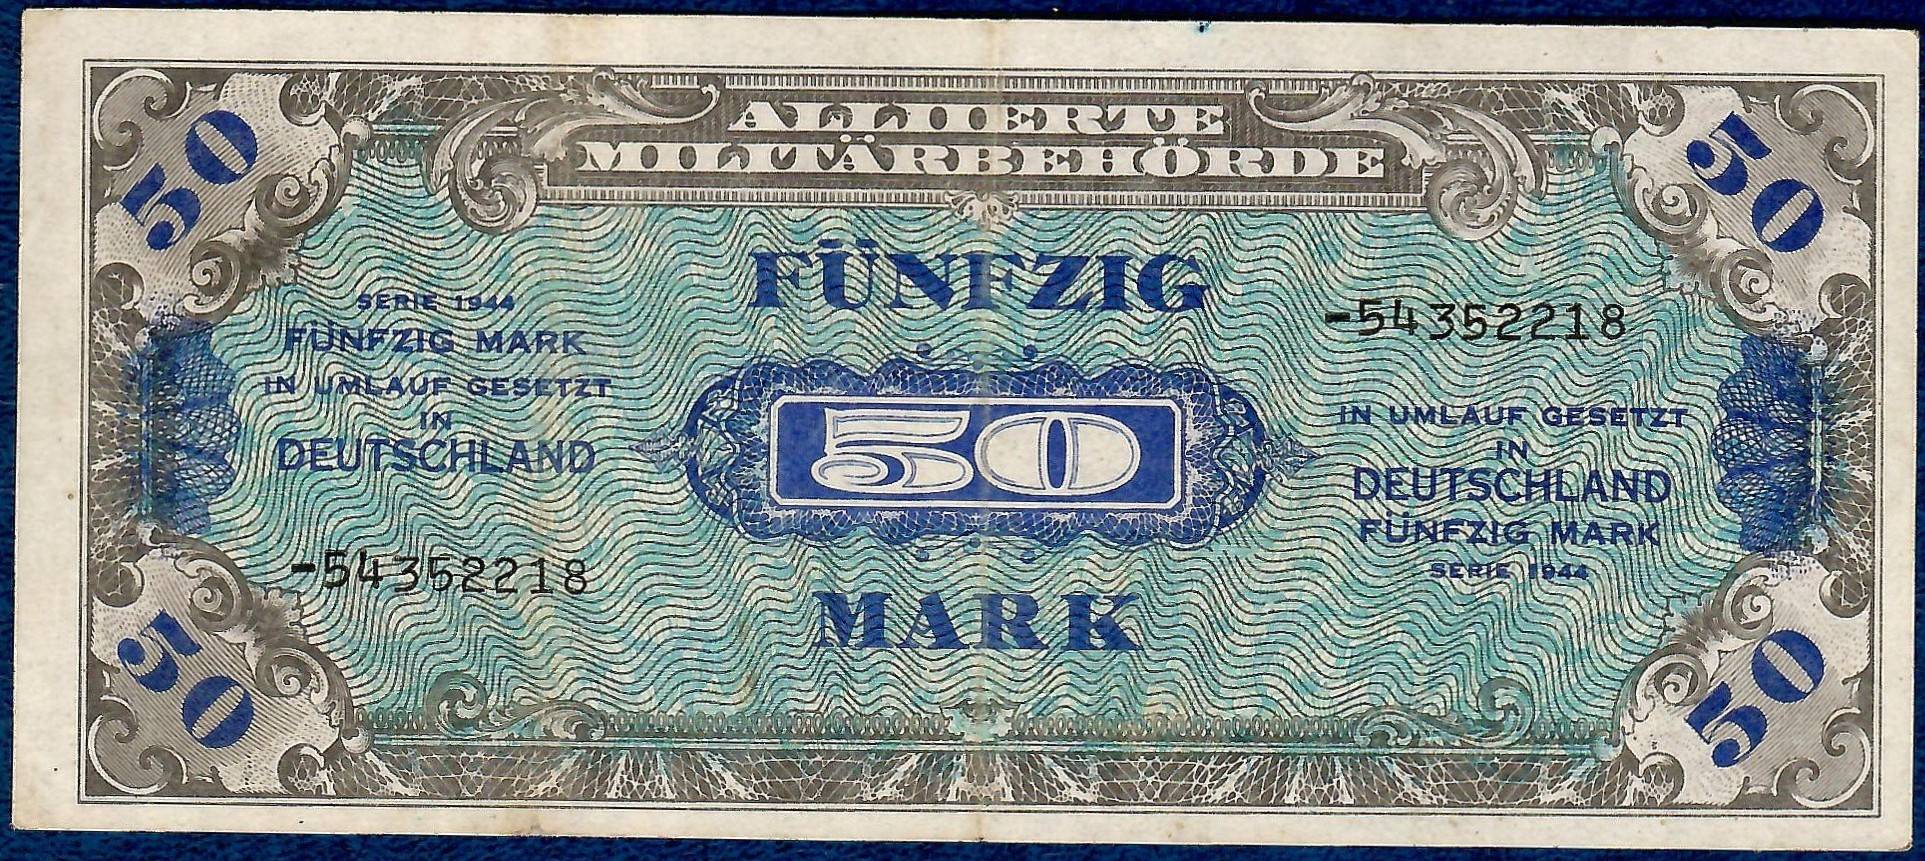 50
ALLIIERTE
MILITÄRBEHÖRDE
50
FÜNFZIG
SERIE 1944
FÜNFZIG MARK
IN UMLAUF GESETZT
IN
DEUTSCHLAND
-54352218
50
-54352218
IN UMLAUF GESETZT
IN
DEUTSCHLAND
FÜNFZIG MARK
SERIE 1944
MARK
50
50